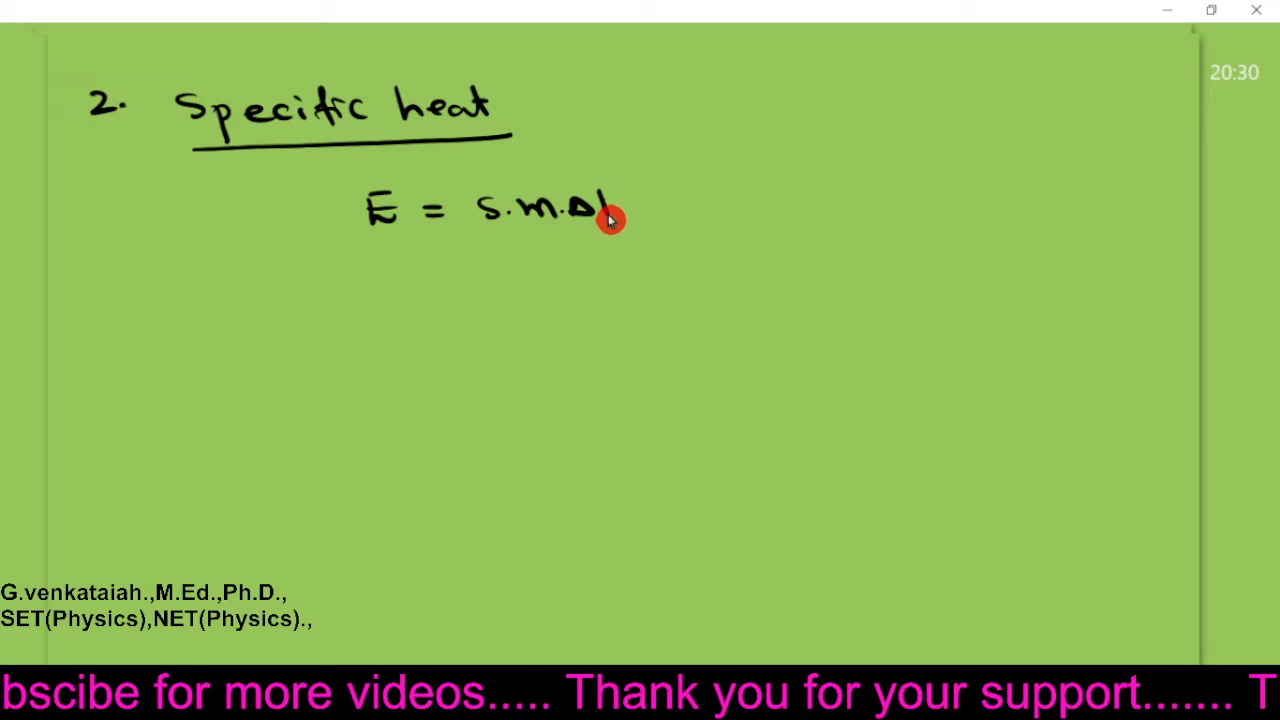 20:30
2. Specific heat
E = s.m.Δ
G.venkataiah.,M.Ed.,Ph.D.,
SET(Physics),NET(Physics).,
bscibe for more videos..... Thank you for your support....... T